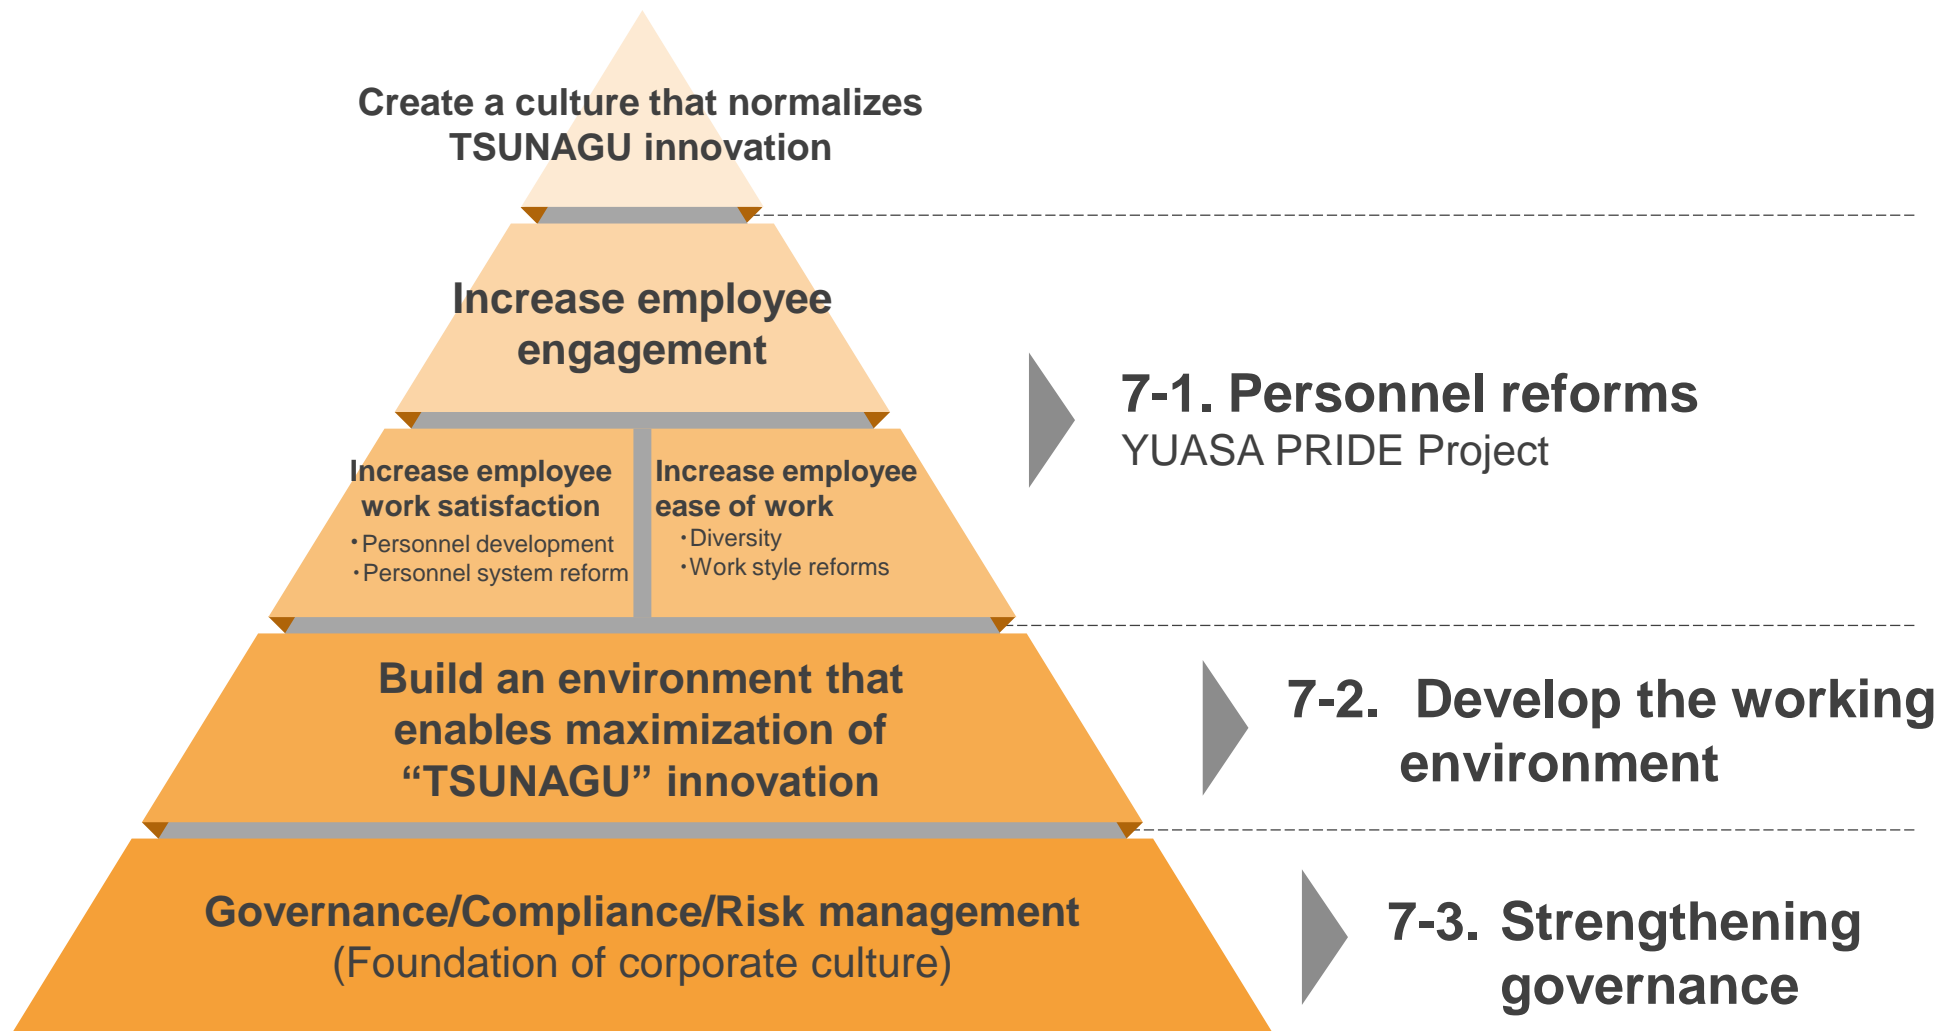 Create a culture that normalizes
TSUNAGU innovation
Increase employee
engagement
7-1. Personnel reforms
YUASA PRIDE Project
Increase employee
work satisfaction
・Personnel development
・Personnel system reform
Increase employee
ease of work
・Diversity
・Work style reforms
Build an environment that
enables maximization of
“TSUNAGU” innovation
7-2. Develop the working
environment
Governance/Compliance/Risk management
(Foundation of corporate culture)
7-3. Strengthening
governance